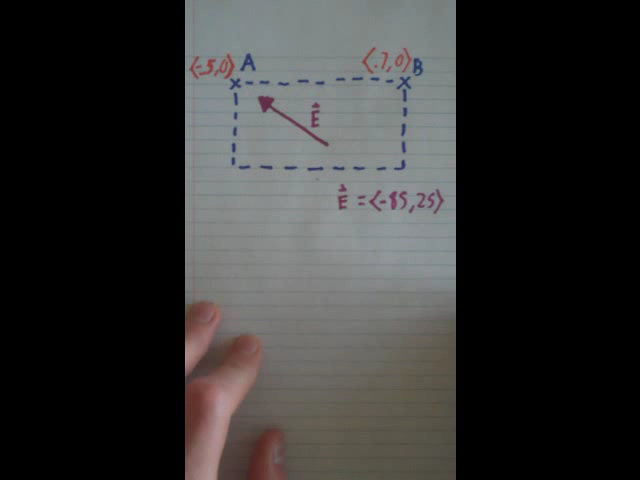 ⟨-.5,0⟩ A ⟨.7,0⟩ B
E⃗
E⃗ = ⟨-85,25⟩